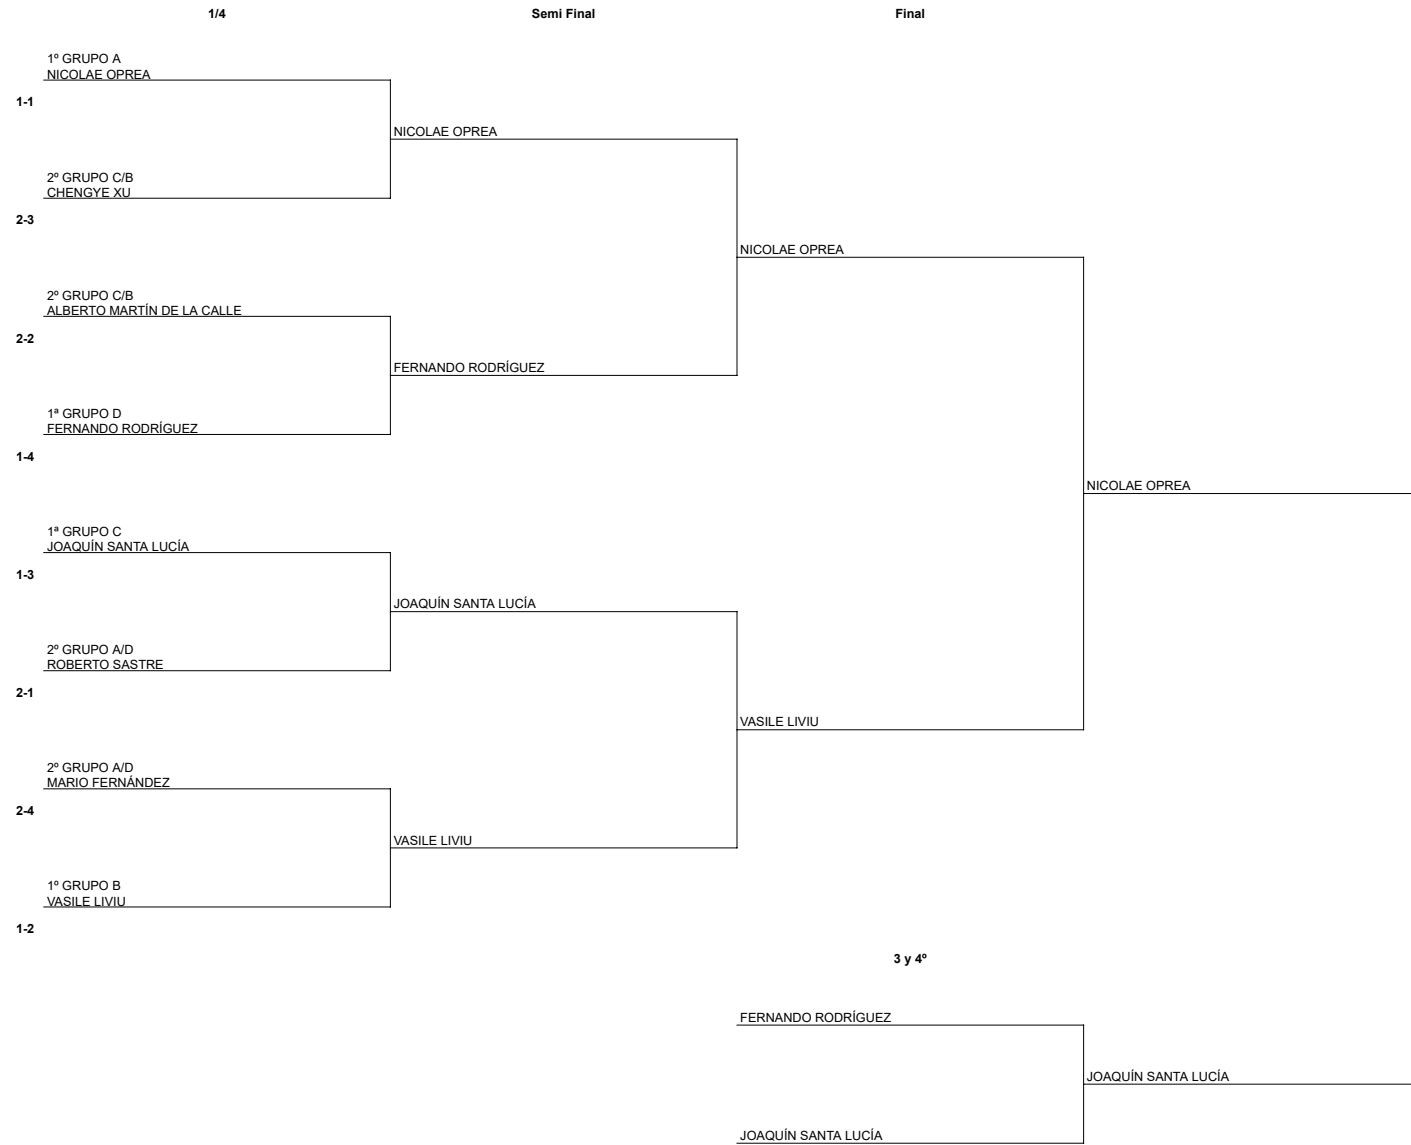 1/4
Semi Final
Final
1º GRUPO A
NICOLAE OPREA
1-1
NICOLAE OPREA
2º GRUPO C/B
CHENGYE XU
2-3
NICOLAE OPREA
2º GRUPO C/B
ALBERTO MARTÍN DE LA CALLE
2-2
FERNANDO RODRÍGUEZ
1ª GRUPO D
FERNANDO RODRÍGUEZ
1-4
NICOLAE OPREA
1ª GRUPO C
JOAQUÍN SANTA LUCÍA
1-3
JOAQUÍN SANTA LUCÍA
2º GRUPO A/D
ROBERTO SASTRE
2-1
VASILE LIVIU
2º GRUPO A/D
MARIO FERNÁNDEZ
2-4
VASILE LIVIU
1º GRUPO B
VASILE LIVIU
1-2
3 y 4º
FERNANDO RODRÍGUEZ
JOAQUÍN SANTA LUCÍA
JOAQUÍN SANTA LUCÍA